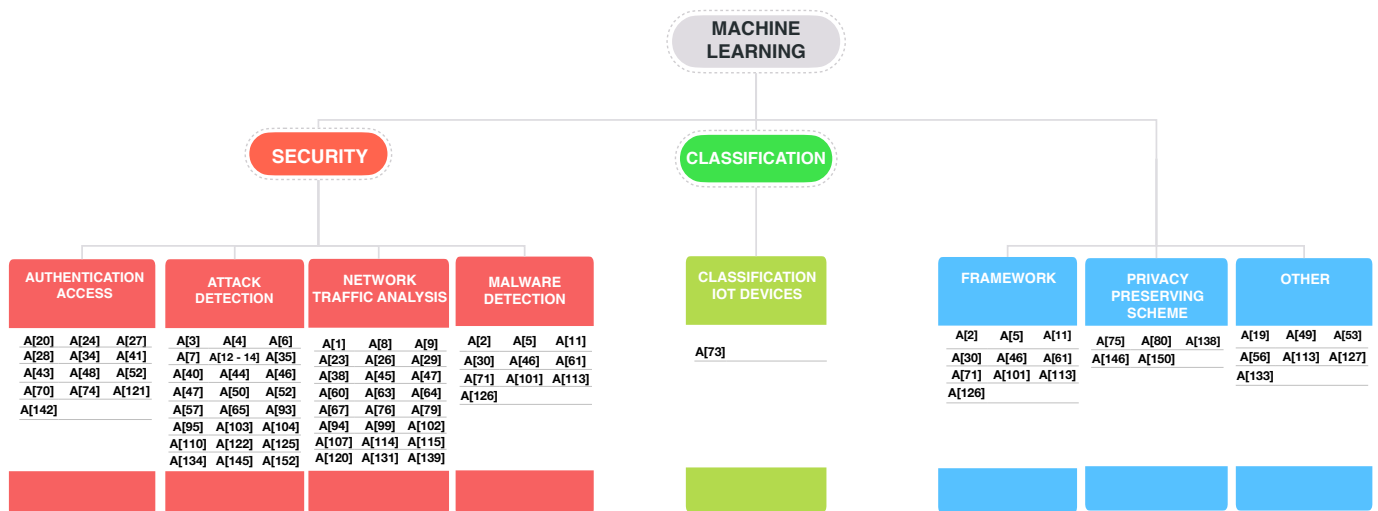 MACHINE
LEARNING
SECURITY
CLASSIFICATION
AUTHENTICATION
ACCESS
A[20] A[24] A[27]
A[28] A[34] A[41]
A[43] A[48] A[52]
A[70] A[74] A[121]
A[142]
ATTACK
DETECTION
A[3] A[4] A[6]
A[7] A[12 - 14] A[35]
A[40] A[44] A[46]
A[47] A[50] A[52]
A[57] A[65] A[93]
A[95] A[103] A[104]
A[110] A[122] A[125]
A[134] A[145] A[152]
NETWORK
TRAFFIC ANALYSIS
A[1] A[8] A[9]
A[23] A[26] A[29]
A[38] A[45] A[47]
A[60] A[63] A[64]
A[67] A[76] A[79]
A[94] A[99] A[102]
A[107] A[114] A[115]
A[120] A[131] A[139]
MALWARE
DETECTION
A[2] A[5] A[11]
A[30] A[46] A[61]
A[71] A[101] A[113]
A[126]
CLASSIFICATION
IOT DEVICES
A[73]
FRAMEWORK
A[2] A[5] A[11]
A[30] A[46] A[61]
A[71] A[101] A[113]
A[126]
PRIVACY
PRESERVING
SCHEME
A[75] A[80] A[138]
A[146] A[150]
OTHER
A[19] A[49] A[53]
A[56] A[113] A[127]
A[133]